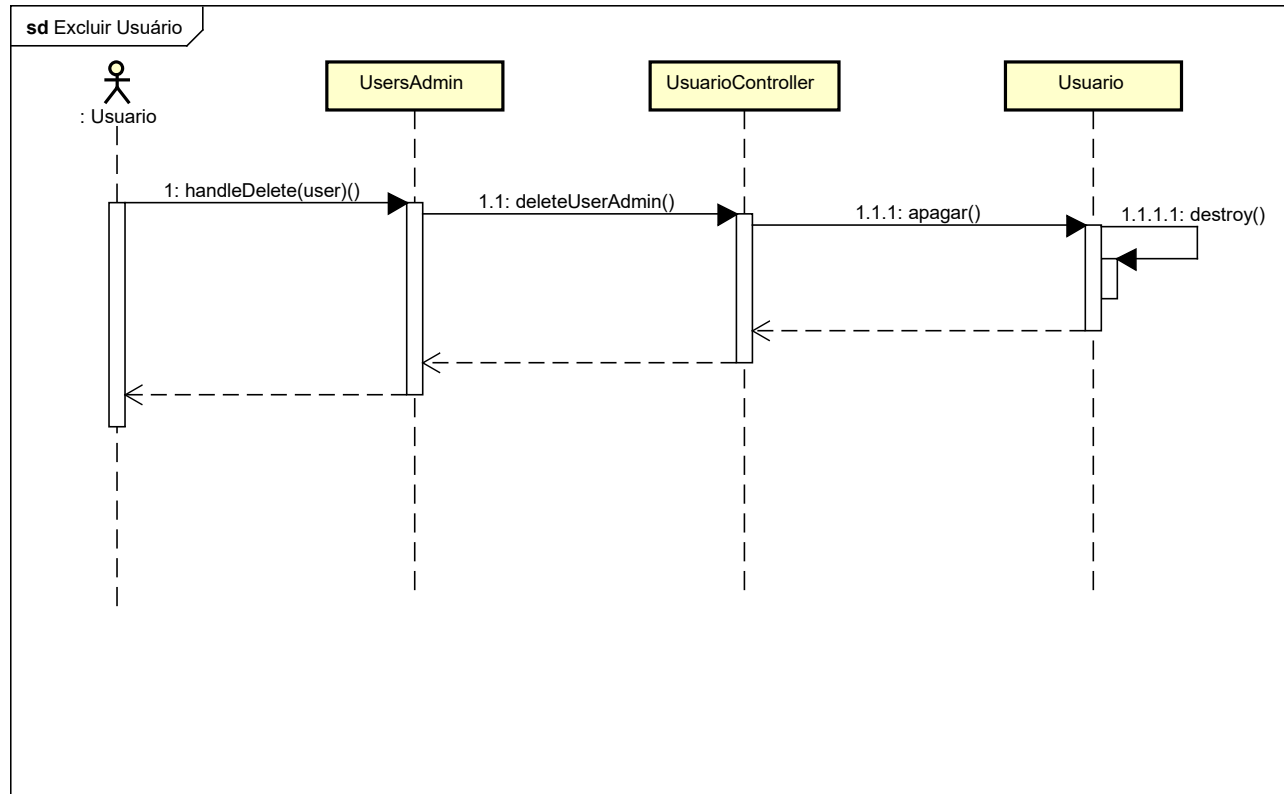 sd Excluir Usuário
: Usuario
UsersAdmin
UsuarioController
Usuario
1: handleDelete(user)()
1.1: deleteUserAdmin()
1.1.1: apagar()
1.1.1.1: destroy()